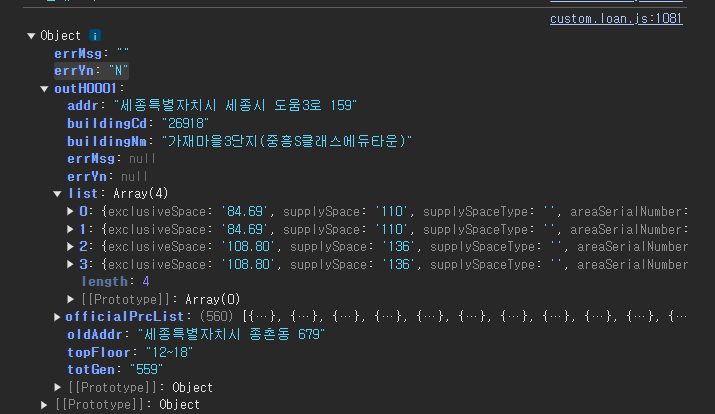 custom.loan.js:1081
▼ Object i
errMsg: ""
errYn: "N"
▼ outH0001:
addr: "세종특별자치시 세종시 도움3로 159"
buildingCd: "26918"
buildingNm: "가재마을3단지(중흥S클래스에듀타운)"
errMsg: null
errYn: null
▼ list: Array(4)
▶ 0: {exclusiveSpace: '84.69', supplySpace: '110', supplySpaceType: '', areaSerialNumber:
▶ 1: {exclusiveSpace: '84.69', supplySpace: '110', supplySpaceType: '', areaSerialNumber:
▶ 2: {exclusiveSpace: '108.80', supplySpace: '136', supplySpaceType: '', areaSerialNumber
▶ 3: {exclusiveSpace: '108.80', supplySpace: '136', supplySpaceType: '', areaSerialNumber
length: 4
▶ [[Prototype]]: Array(0)
▶ officialPrcList: (560) [{…}, {…}, {…}, {…}, {…}, {…}, {…}, {…}, {…}, {…
oldAddr: "세종특별자치시 종촌동 679"
topFloor: "12~18"
totGen: "559"
▶ [[Prototype]]: Object
▶ [[Prototype]]: Object